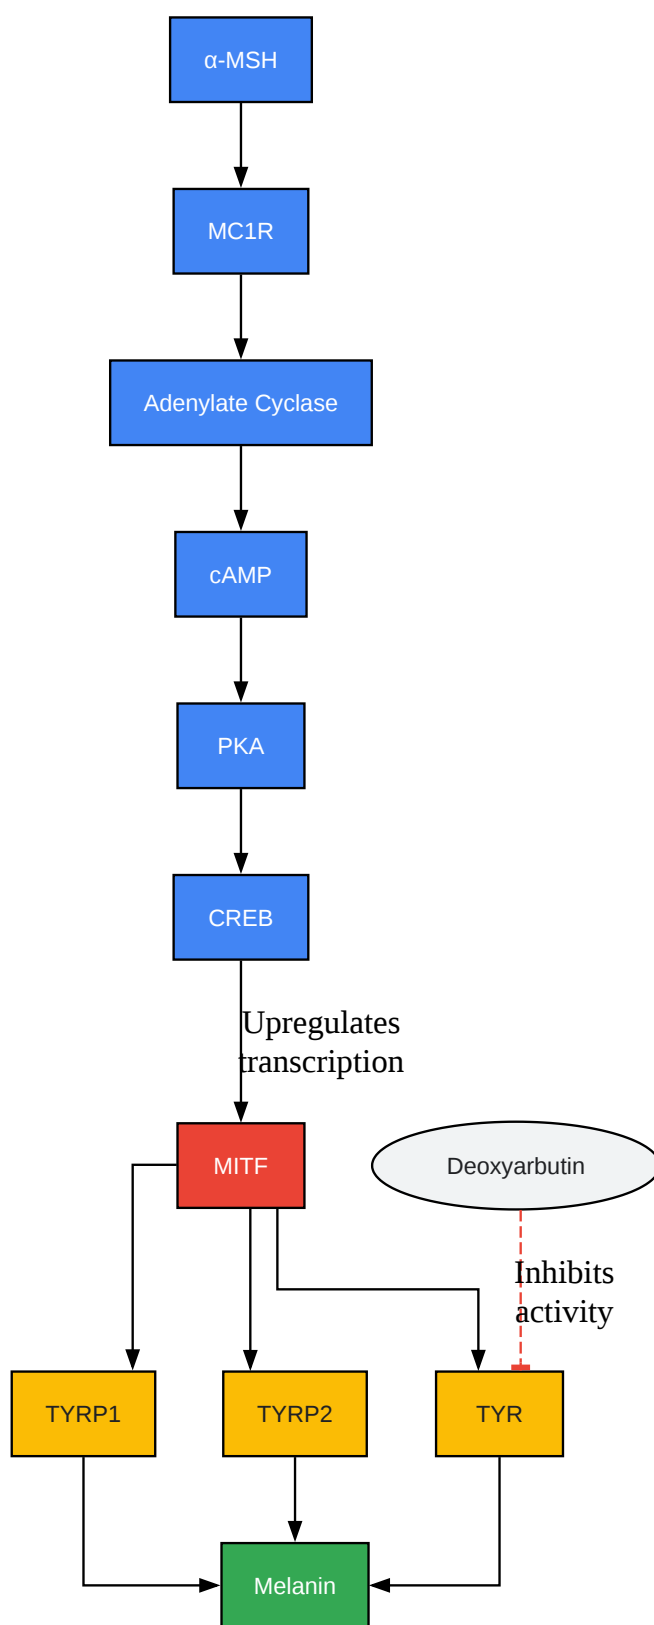 α-MSH
MC1R
Adenylate Cyclase
cAMP
PKA
CREB
Upregulates
transcription
MITF
Deoxyarbutin
Inhibits
activity
TYRP1
TYRP2
TYR
Melanin